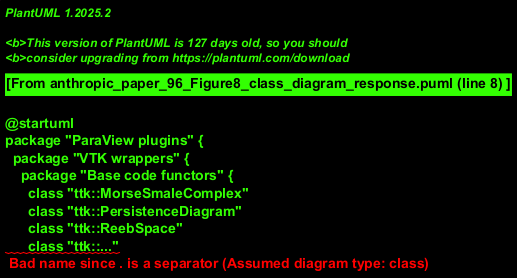 PlantUML 1.2025.2
<b>This version of PlantUML is 127 days old, so you should
<b>consider upgrading from https://plantuml.com/download
[From anthropic_paper_96_Figure8_class_diagram_response.puml (line 8) ]
@startuml
package "ParaView plugins" {
package "VTK wrappers" {
package "Base code functors" {
class "ttk::MorseSmaleComplex"
class "ttk::PersistenceDiagram"
class "ttk::ReebSpace"
class "ttk::..."
Bad name since . is a separator (Assumed diagram type: class)